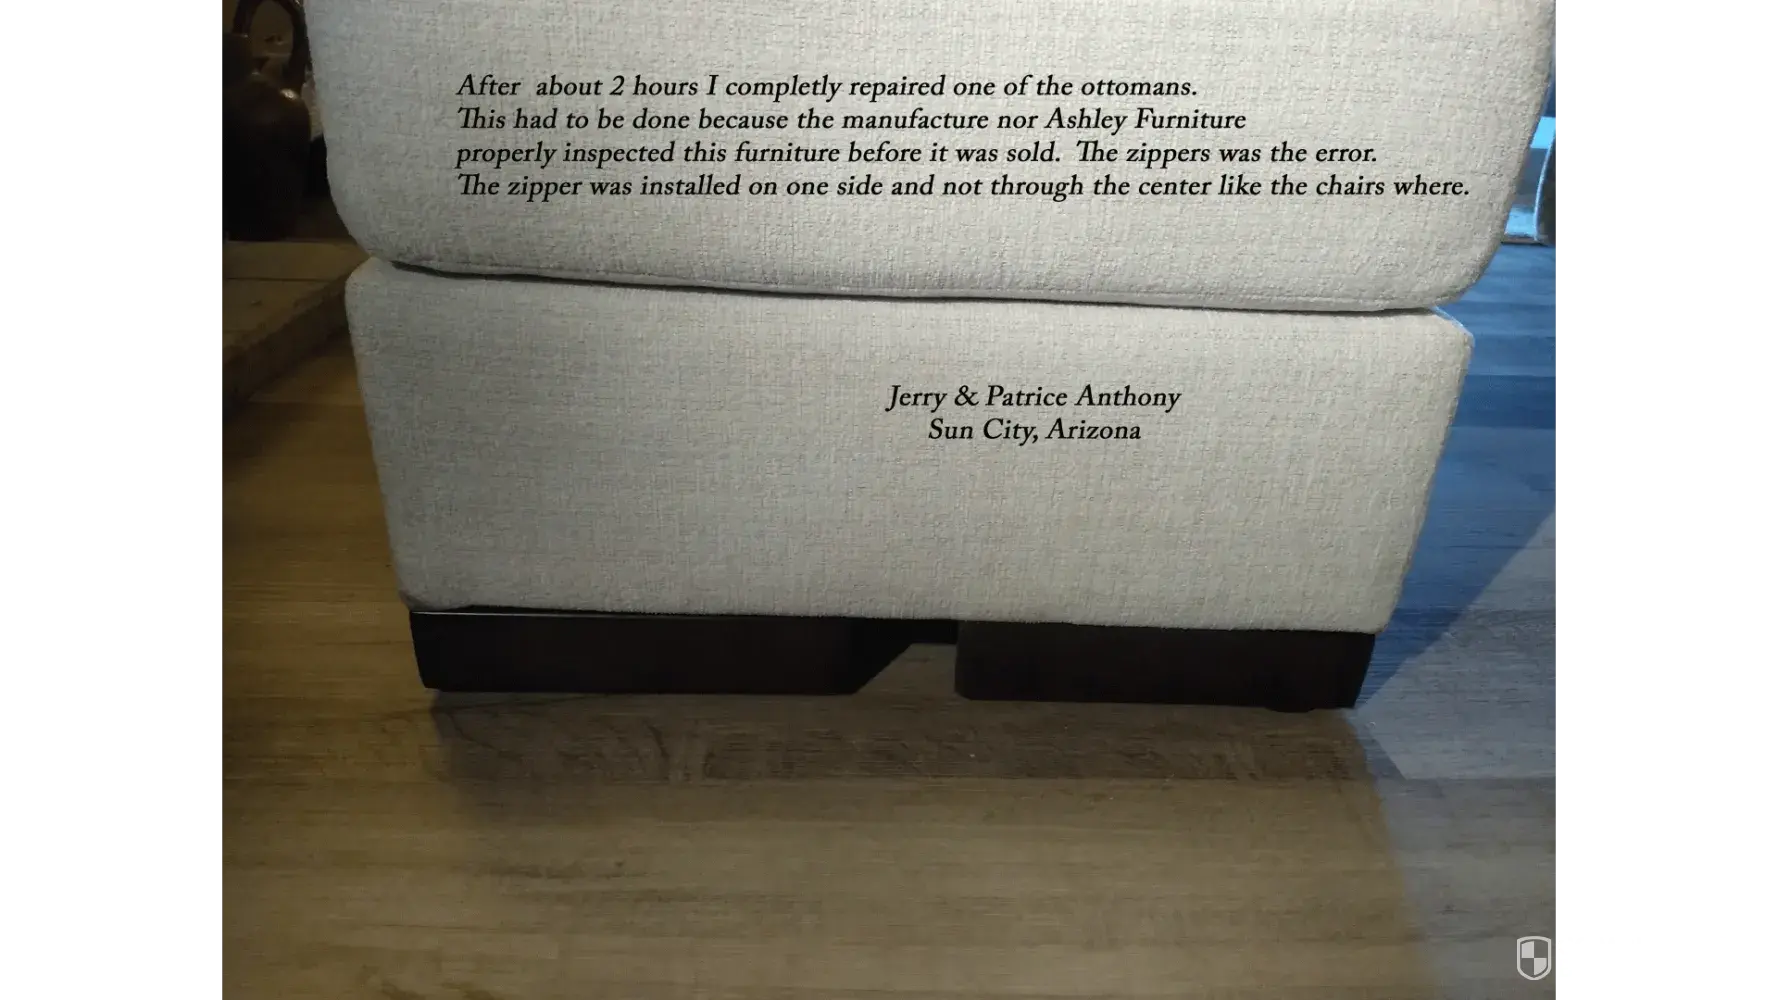 After  about 2 hours I completly repaired one of the ottomans.
This had to be done because the manufacture nor Ashley Furniture
properly inspected this furniture before it was sold.  The zippers was the error.
The zipper was installed on one side and not through the center like the chairs where.
Jerry & Patrice Anthony
Sun City, Arizona